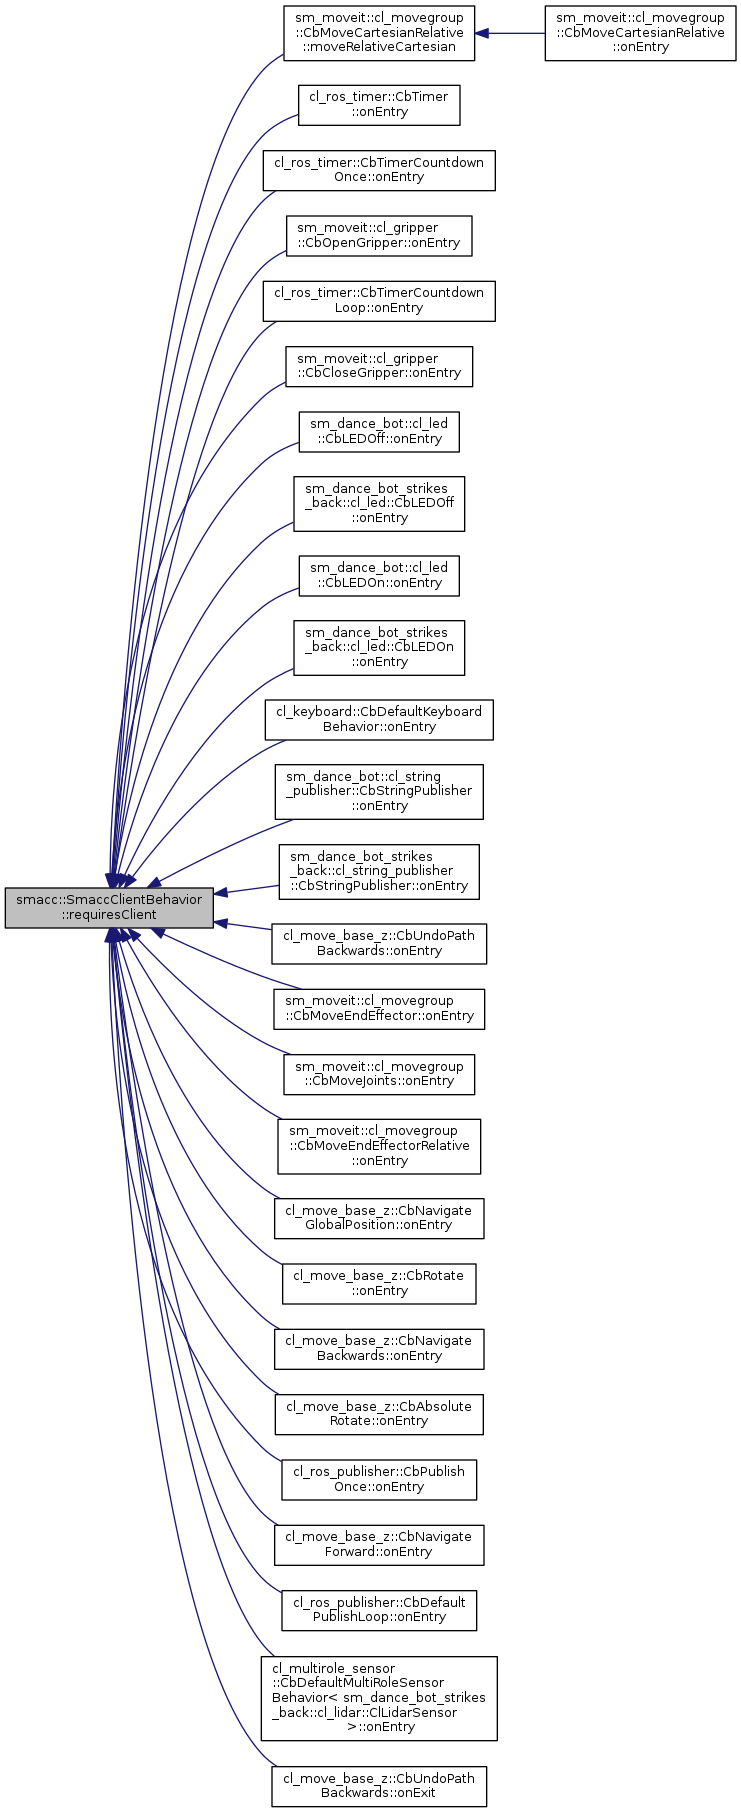 sm_moveit::cl_movegroup
::CbMoveCartesianRelative
::moveRelativeCartesian
sm_moveit::cl_movegroup
::CbMoveCartesianRelative
::onEntry
cl_ros_timer::CbTimer
::onEntry
cl_ros_timer::CbTimerCountdown
Once::onEntry
sm_moveit::cl_gripper
::CbOpenGripper::onEntry
cl_ros_timer::CbTimerCountdown
Loop::onEntry
sm_moveit::cl_gripper
::CbCloseGripper::onEntry
sm_dance_bot::cl_led
::CbLEDOff::onEntry
sm_dance_bot_strikes
_back::cl_led::CbLEDOff
::onEntry
sm_dance_bot::cl_led
::CbLEDOn::onEntry
sm_dance_bot_strikes
_back::cl_led::CbLEDOn
::onEntry
cl_keyboard::CbDefaultKeyboard
Behavior::onEntry
sm_dance_bot::cl_string
_publisher::CbStringPublisher
::onEntry
sm_dance_bot_strikes
_back::cl_string_publisher
::CbStringPublisher::onEntry
smacc::SmaccClientBehavior
::requiresClient
cl_move_base_z::CbUndoPath
Backwards::onEntry
sm_moveit::cl_movegroup
::CbMoveEndEffector::onEntry
sm_moveit::cl_movegroup
::CbMoveJoints::onEntry
sm_moveit::cl_movegroup
::CbMoveEndEffectorRelative
::onEntry
cl_move_base_z::CbNavigate
GlobalPosition::onEntry
cl_move_base_z::CbRotate
::onEntry
cl_move_base_z::CbNavigate
Backwards::onEntry
cl_move_base_z::CbAbsolute
Rotate::onEntry
cl_ros_publisher::CbPublish
Once::onEntry
cl_move_base_z::CbNavigate
Forward::onEntry
cl_ros_publisher::CbDefault
PublishLoop::onEntry
cl_multirole_sensor
::CbDefaultMultiRoleSensor
Behavior< sm_dance_bot_strikes
_back::cl_lidar::ClLidarSensor
>::onEntry
cl_move_base_z::CbUndoPath
Backwards::onExit